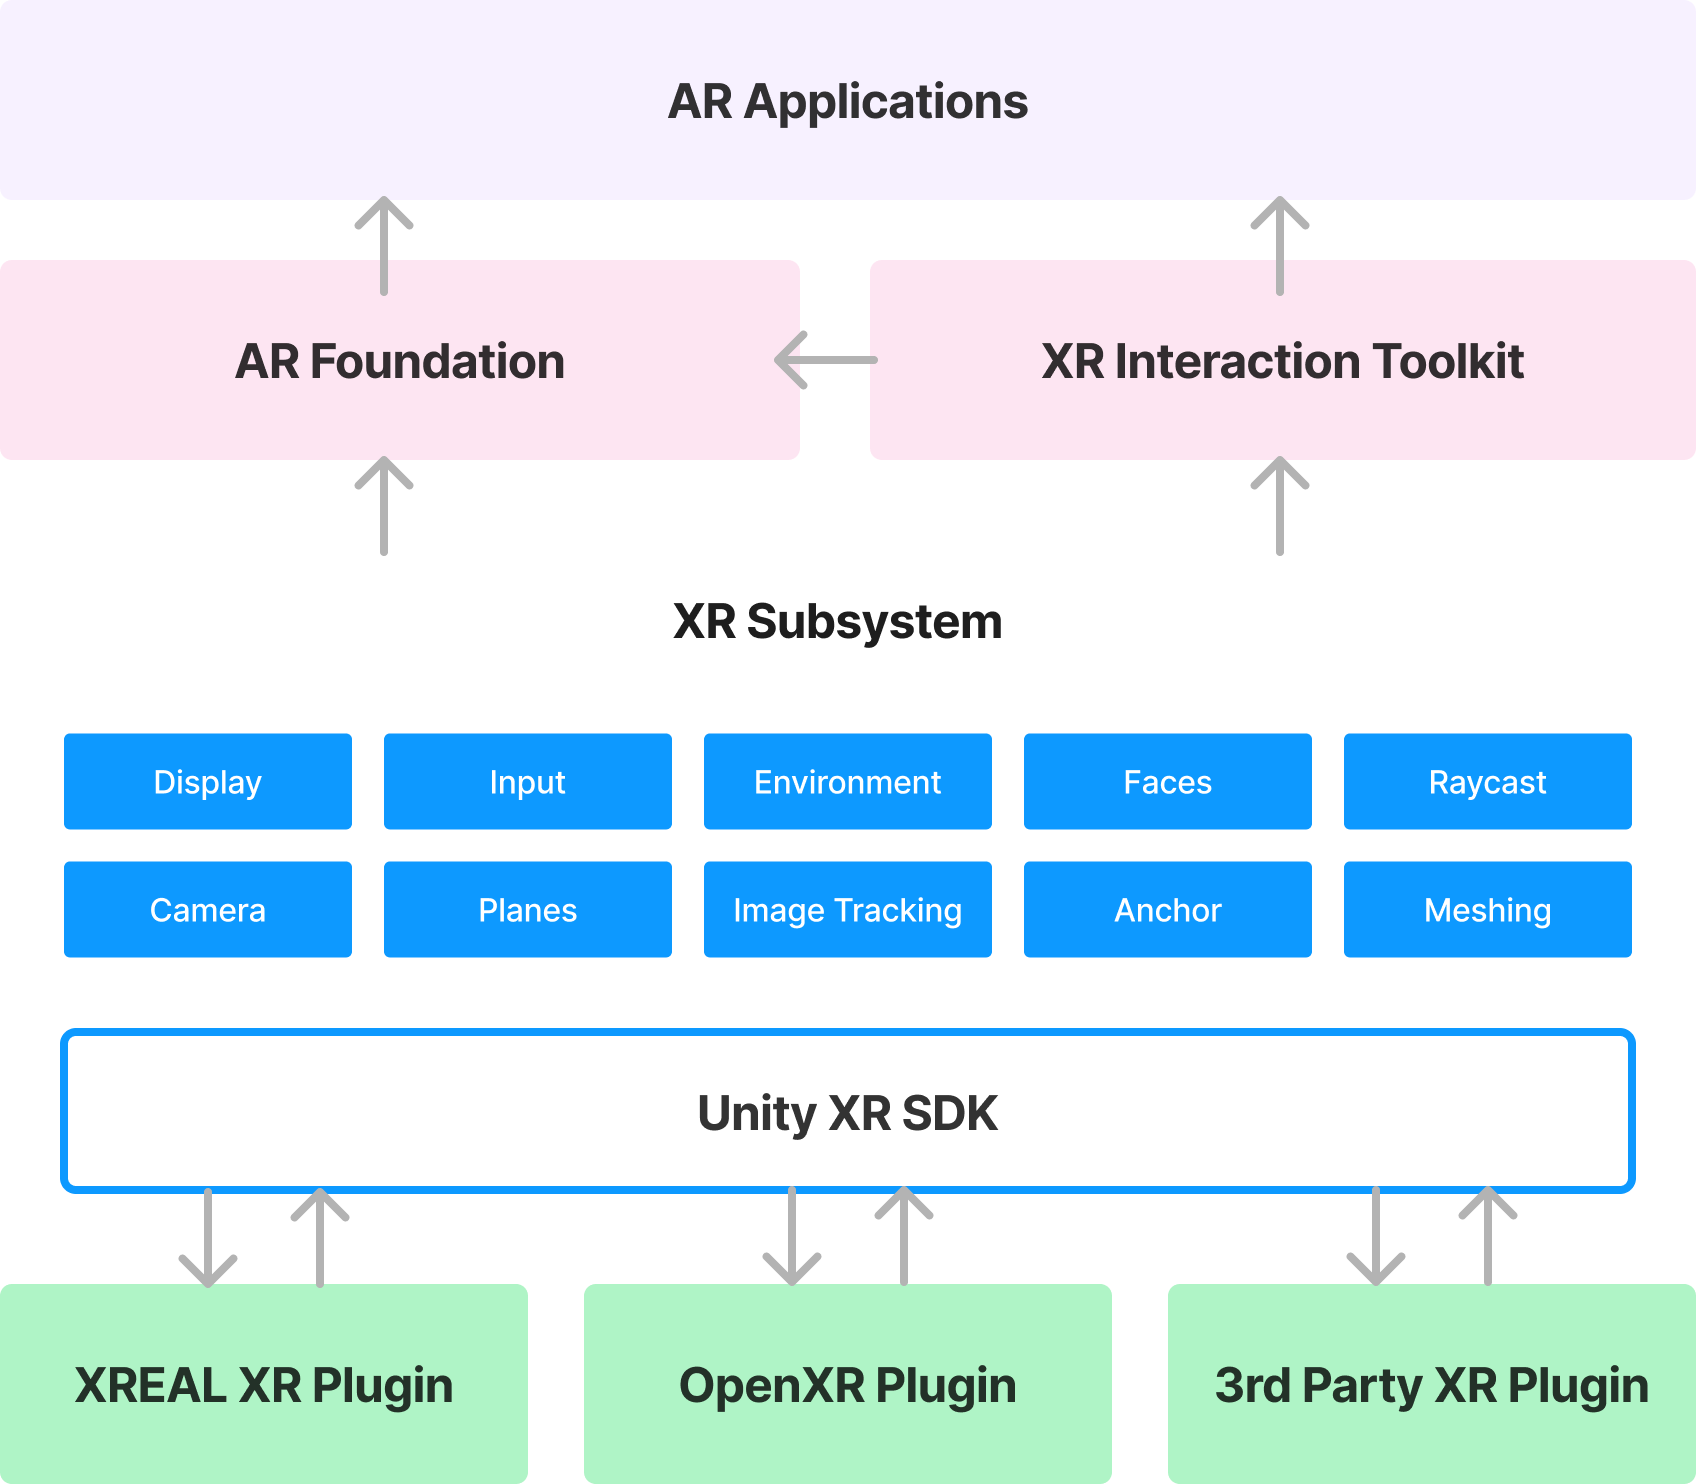 AR Applications
AR Foundation
XR Interaction Toolkit
XR Subsystem
Display
Input
Environment
Faces
Raycast
Camera
Planes
Image Tracking
Anchor
Meshing
Unity XR SDK
XREAL XR Plugin
OpenXR Plugin
3rd Party XR Plugin